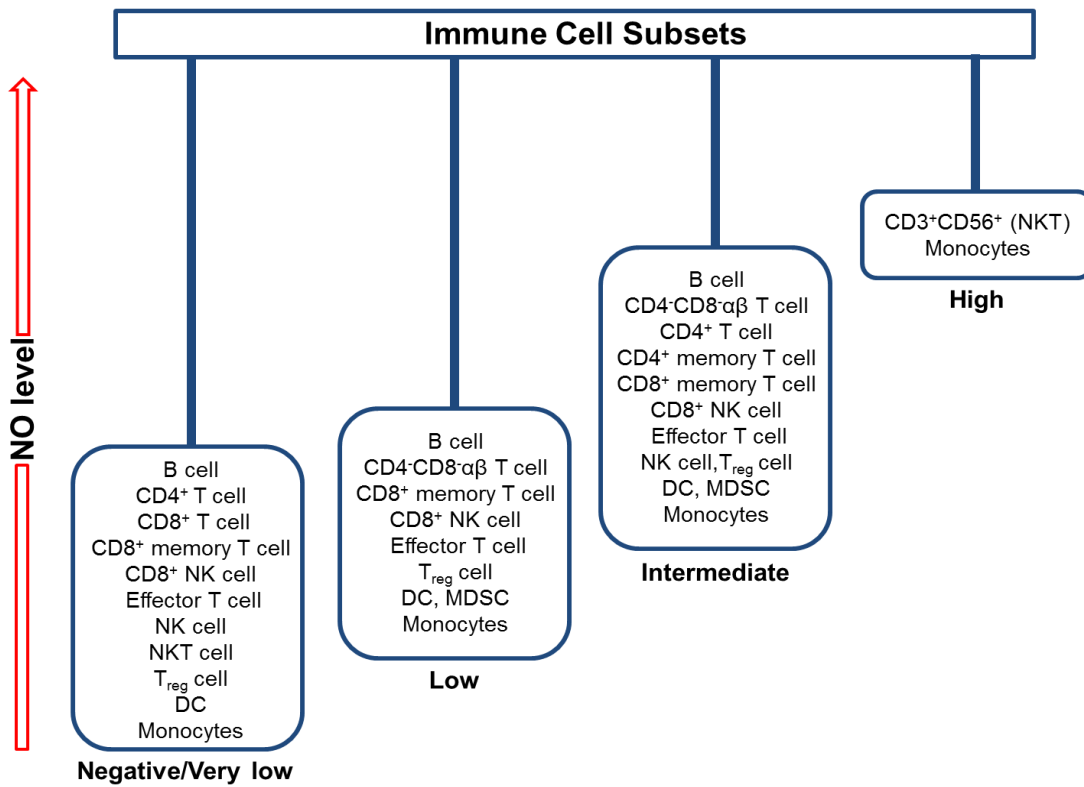 Immune Cell Subsets
NO level
B cell
CD4⁺ T cell
CD8⁺ T cell
CD8⁺ memory T cell
CD8⁺ NK cell
Effector T cell
NK cell
NKT cell
Treg cell
DC
Monocytes
Negative/Very low
B cell
CD4⁻CD8⁻αβ T cell
CD8⁺ memory T cell
CD8⁺ NK cell
Effector T cell
Treg cell
DC, MDSC
Monocytes
Low
B cell
CD4⁻CD8⁻αβ T cell
CD4⁺ T cell
CD4⁺ memory T cell
CD8⁺ memory T cell
CD8⁺ NK cell
Effector T cell
NK cell,Treg cell
DC, MDSC
Monocytes
Intermediate
CD3⁺CD56⁺ (NKT)
Monocytes
High